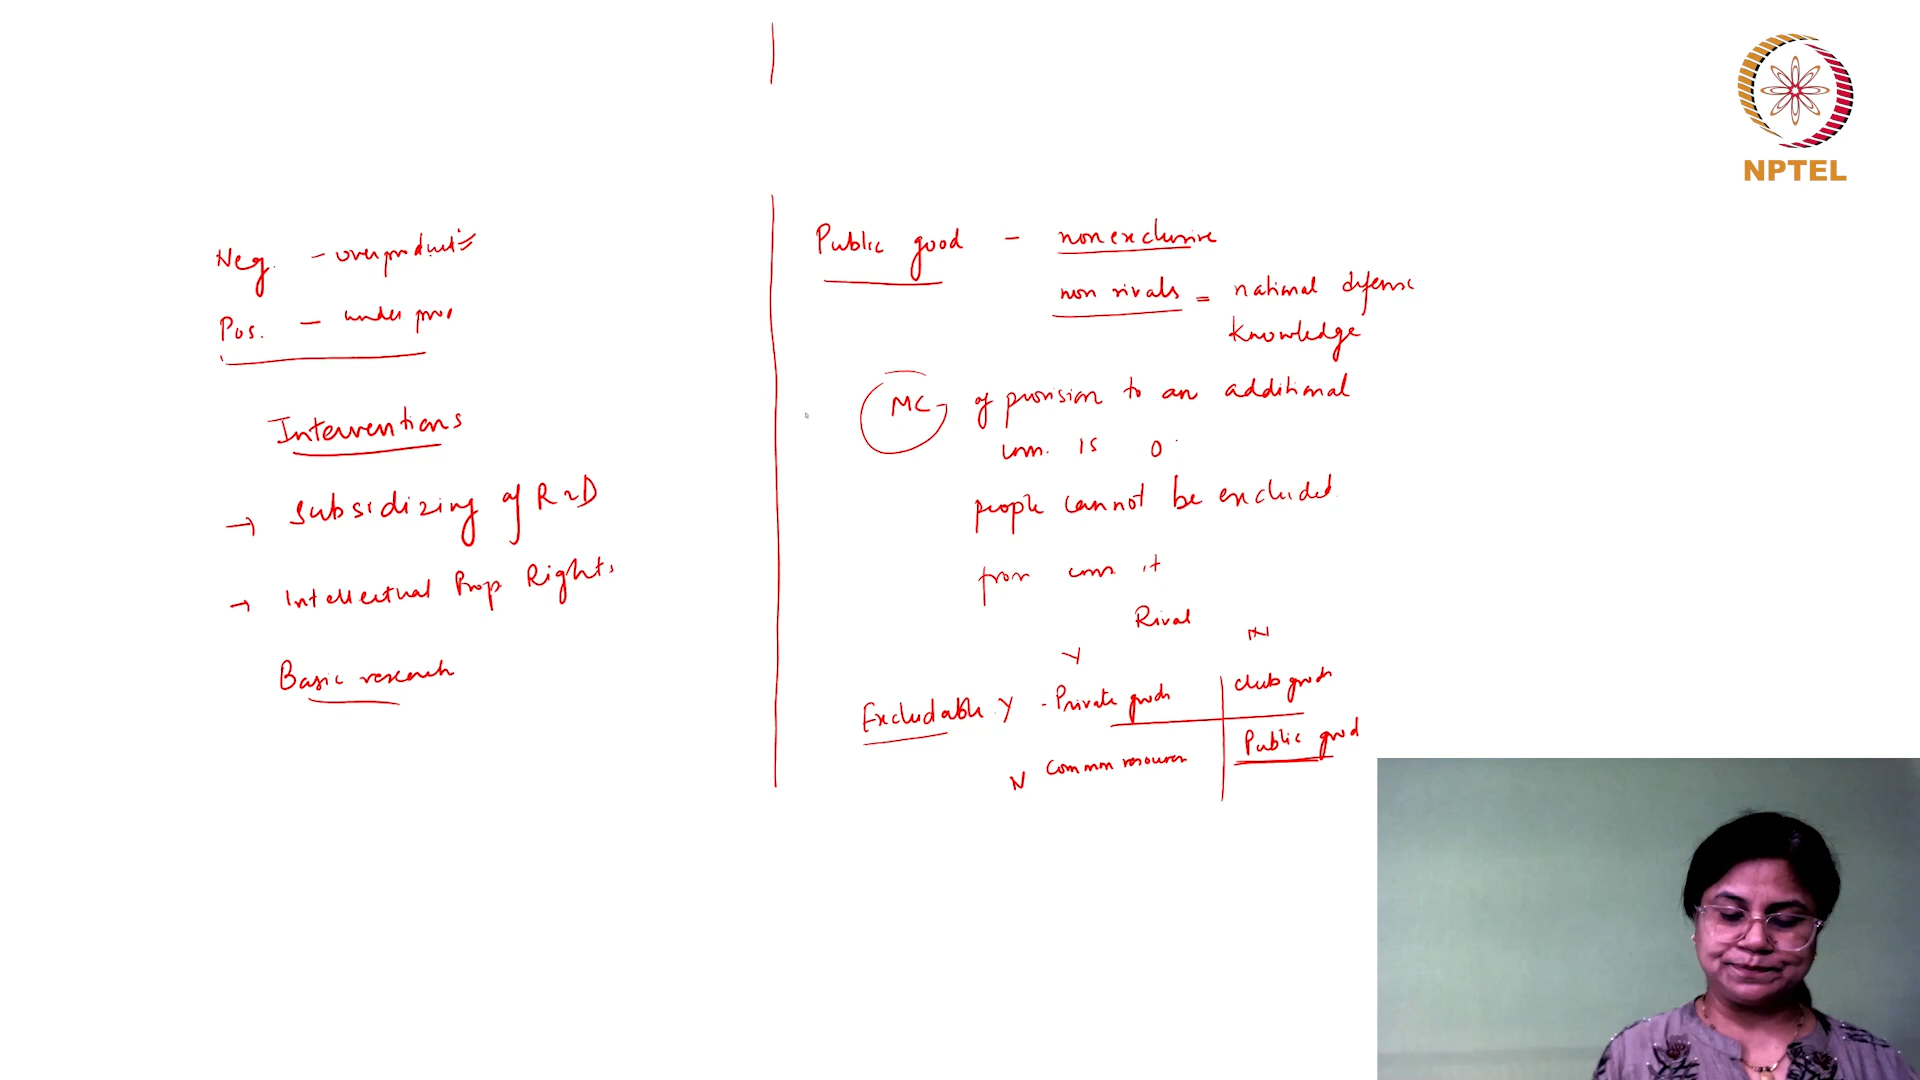 Neg. - overproduct
Pos. - under pro
Interventions
→ Subsidizing of R&D
→ Intellectual Prop Rights
Basic research
Public good - nonexclusive
non rivals = national defense
knowledge
MC of provision to an additional
con. is 0
people cannot be excluded
from con it
Rival
Y N
Excludable Y - Private goods club goods
N Common resources Public good
NPTEL